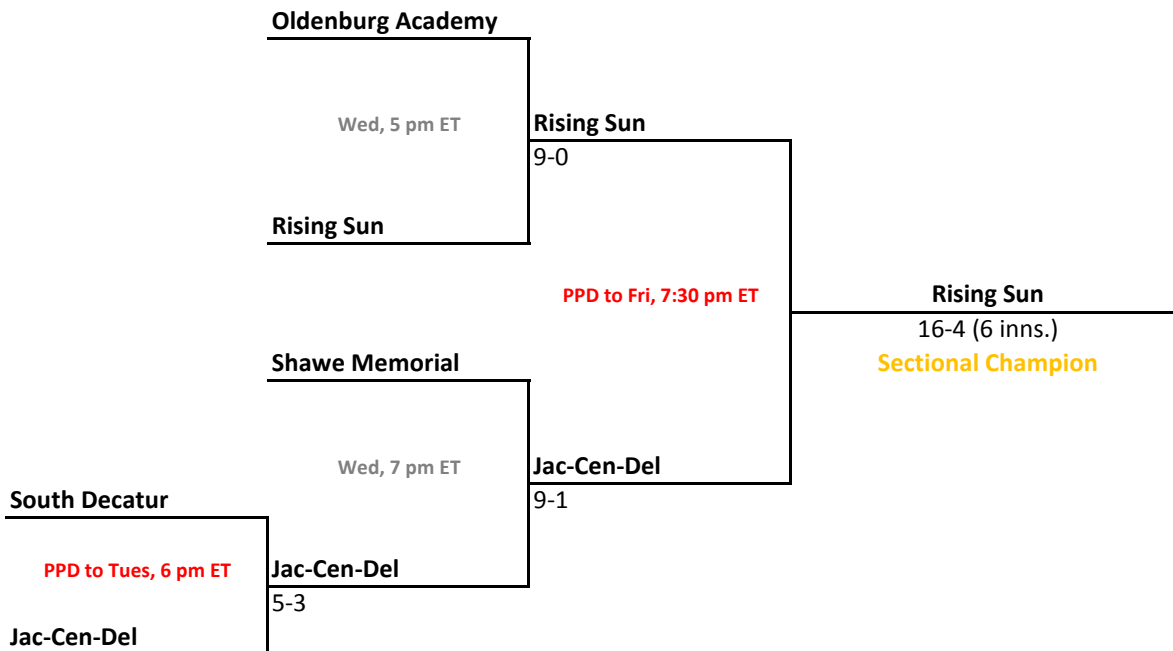 Oldenburg Academy
Wed, 5 pm ET
Rising Sun
9-0
Rising Sun
PPD to Fri, 7:30 pm ET
Rising Sun
16-4 (6 inns.)
Sectional Champion
Shawe Memorial
Wed, 7 pm ET
Jac-Cen-Del
9-1
South Decatur
PPD to Tues, 6 pm ET
Jac-Cen-Del
5-3
Jac-Cen-Del